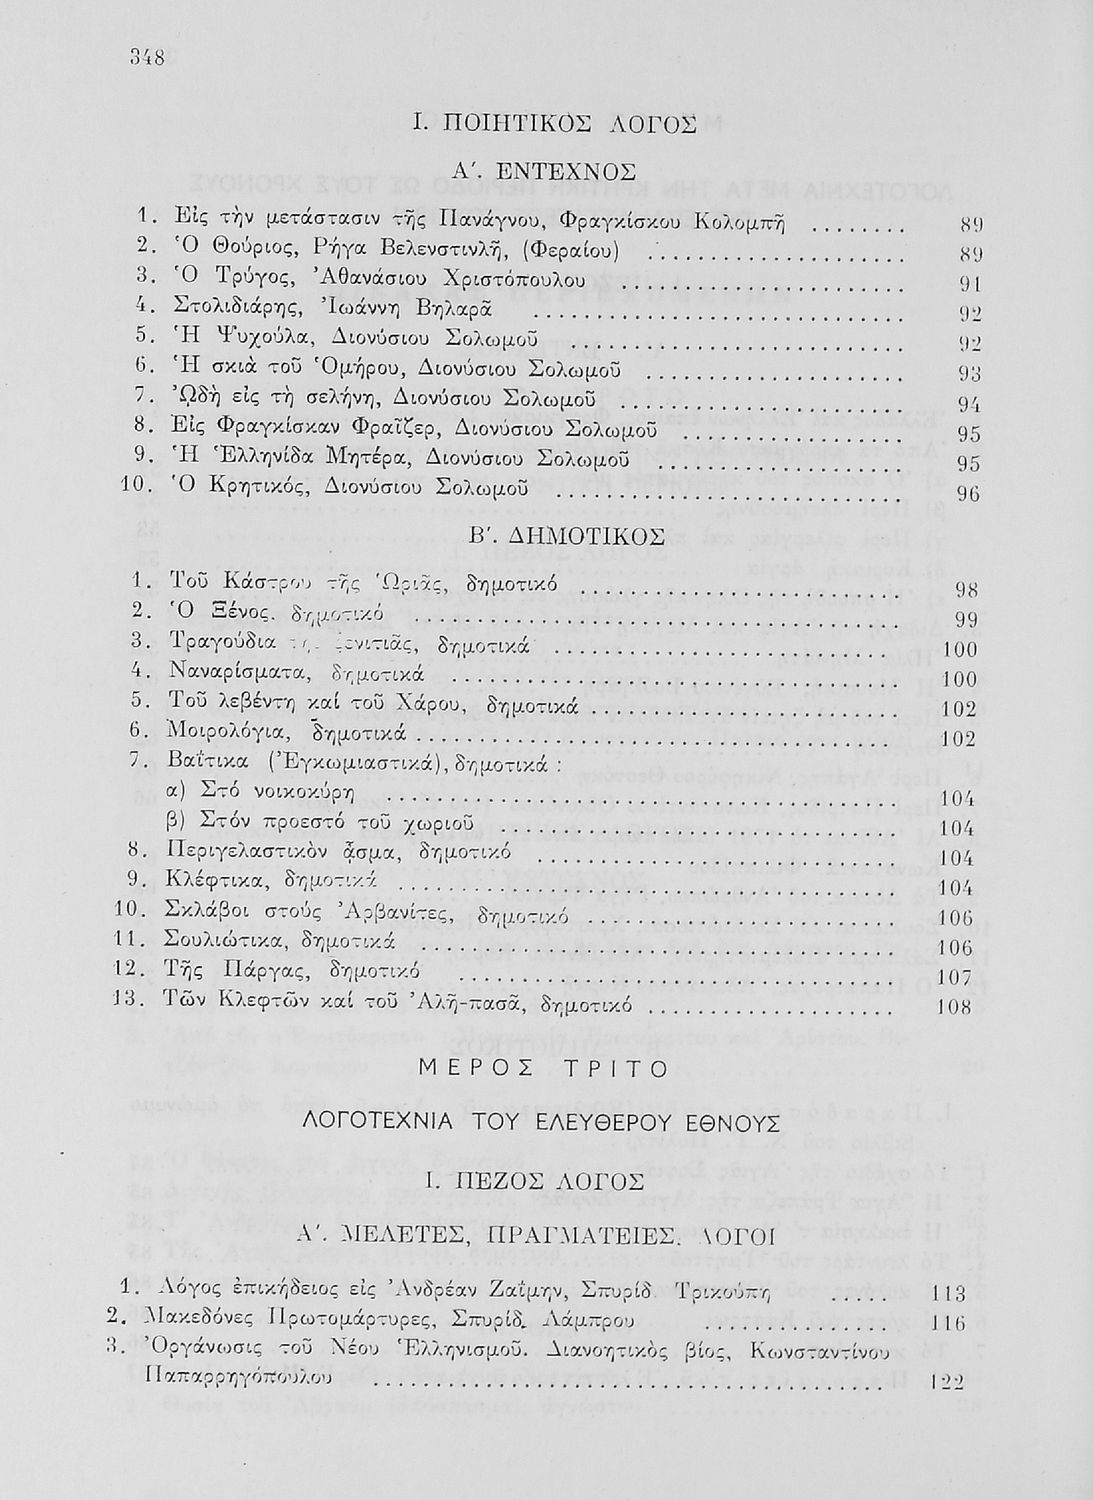 348
I. ΠΟΙΗΤΙΚΟΣ ΛΟΓΟΣ
Α΄. ΕΝΤΕΧΝΟΣ
1. Εἰς τὴν μετάστασιν τῆς Πανάγνου, Φραγκίσκου Κολομπῆ ........ 89
2. Ὁ Θούριος, Ρήγα Βελενστινλῆ, (Φεραίου) .................... 89
3. Ὁ Τρύγος, Ἀθανάσιου Χριστόπουλου ...................... 91
4. Στολιδιάρης, Ἰωάννη Βηλαρᾶ .............................. 92
5. Ἡ Ψυχούλα, Διονύσιου Σολωμοῦ ........................... 92
6. Ἡ σκιὰ τοῦ Ὁμήρου, Διονύσιου Σολωμοῦ ..................... 93
7. Ὠδὴ εἰς τὴ σελήνη, Διονύσιου Σολωμοῦ ...................... 94
8. Εἰς Φραγκίσκαν Φραῖζερ, Διονύσιου Σολωμοῦ .................. 95
9. Ἡ Ἑλληνίδα Μητέρα, Διονύσιου Σολωμοῦ .................... 95
10. Ὁ Κρητικός, Διονύσιου Σολωμοῦ ............................ 96
Β΄. ΔΗΜΟΤΙΚΟΣ
1. Τοῦ Κάστρου τῆς Ὡριᾶς, δημοτικό .......................... 98
2. Ὁ Ξένος, δημοτικό ....................................... 99
3. Τραγούδια ξενιτιᾶς, δημοτικά ........................... 100
4. Ναναρίσματα, δημοτικά .................................... 100
5. Τοῦ λεβέντη καί τοῦ Χάρου, δημοτικά ......................... 102
6. Μοιρολόγια, δημοτικά ....................................... 102
7. Βαΐτικα (Ἐγκωμιαστικά), δημοτικά :
α) Στό νοικοκύρη .......................................... 104
β) Στόν προεστό τοῦ χωριοῦ ................................ 104
8. Περιγελαστικὸν ᾆσμα, δημοτικό ............................. 104
9. Κλέφτικα, δημοτικά ........................................ 104
10. Σκλάβοι στούς Ἀρβανίτες, δημοτικό ......................... 106
11. Σουλιώτικα, δημοτικά ...................................... 106
12. Τῆς Πάργας, δημοτικό ................................... 107
13. Τῶν Κλεφτῶν καί τοῦ Ἀλῆ-πασᾶ, δημοτικό .................... 108
ΜΕΡΟΣ ΤΡΙΤΟ
ΛΟΓΟΤΕΧΝΙΑ ΤΟΥ ΕΛΕΥΘΕΡΟΥ ΕΘΝΟΥΣ
I. ΠΕΖΟΣ ΛΟΓΟΣ
Α΄. ΜΕΛΕΤΕΣ, ΠΡΑΓΜΑΤΕΙΕΣ, ΛΟΓΟΙ
1. Λόγος ἐπικήδειος εἰς Ἀνδρέαν Ζαΐμην, Σπυρίδ. Τρικούπη ..... 113
2. Μακεδόνες Πρωτομάρτυρες, Σπυρίδ. Λάμπρου ............... 116
3. Ὀργάνωσις τοῦ Νέου Ἑλληνισμοῦ. Διανοητικὸς βίος, Κωνσταντίνου
Παπαρρηγόπουλου .......................................... 122